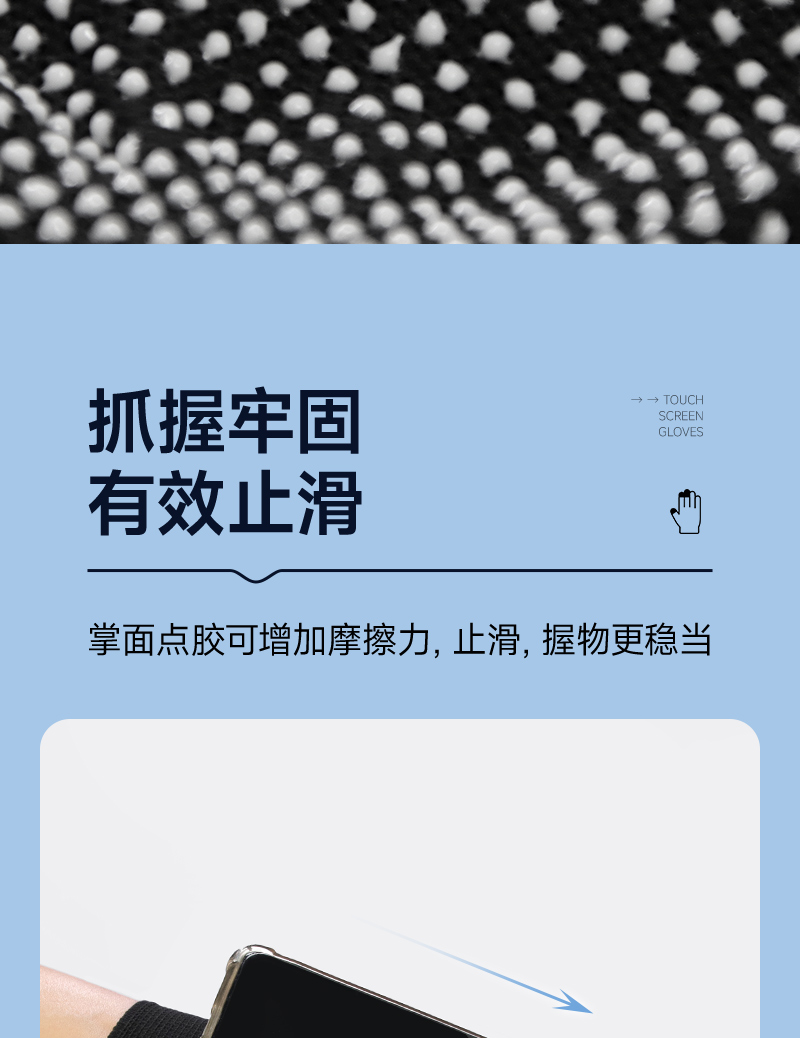 抓握牢固
有效止滑
→→ TOUCH
SCREEN
GLOVES
掌面点胶可增加摩擦力, 止滑, 握物更稳当